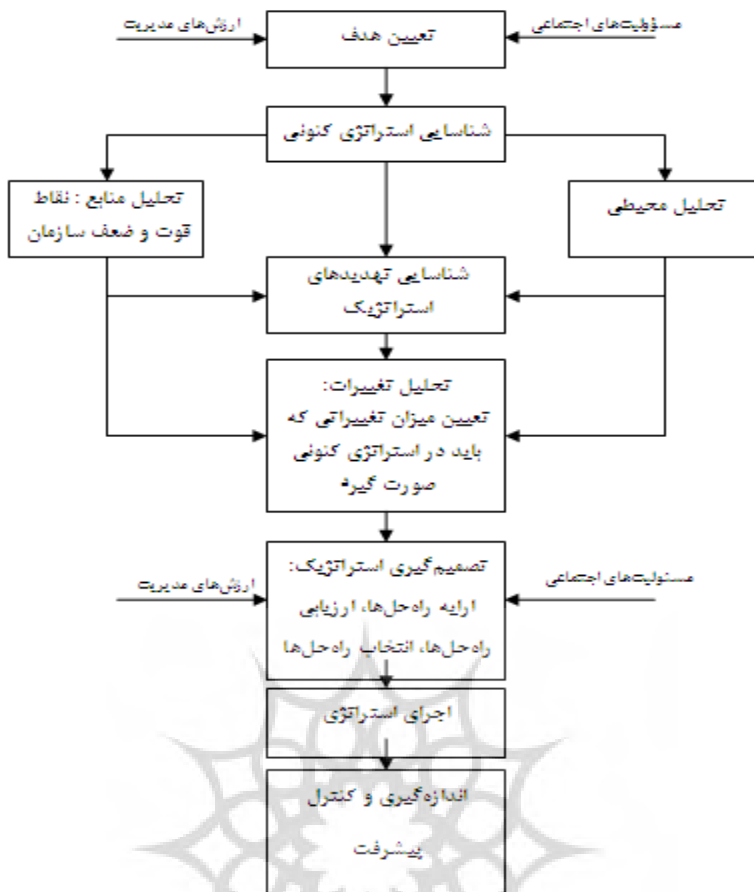 مسؤولیت‌های اجتماعی
تعیین هدف
ارزش‌های مدیریت
شناسایی استراتژی کنونی
تحلیل محیطی
تحلیل منابع : نقاط
قوت و ضعف سازمان
شناسایی تهدیدهای
استراتژیک
تحلیل تغییرات:
تعیین میزان تغییراتی که
باید در استراتژی کنونی
صورت گیرد
تصمیم‌گیری استراتژیک:
مسئولیت‌های اجتماعی
ارزش‌های مدیریت
ارایه راه‌حل‌ها، ارزیابی
راه‌حل‌ها، انتخاب راه‌حل‌ها
اجرای استراتژی
اندازه‌گیری و کنترل
پیشرفت